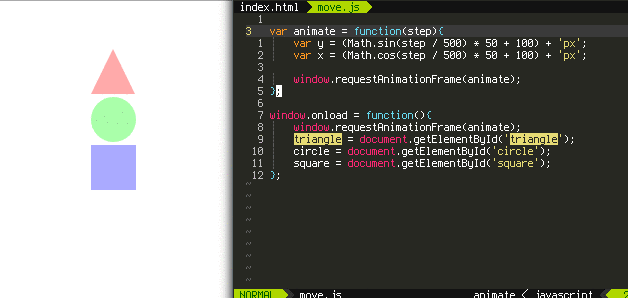 index.html move.js
1
3 var animate = function(step){
1 var y = (Math.sin(step / 500) * 50 + 100) + 'px';
2 var x = (Math.cos(step / 500) * 50 + 100) + 'px';
3
4 window.requestAnimationFrame(animate);
5 };
6
7 window.onload = function(){
8 window.requestAnimationFrame(animate);
9 triangle = document.getElementById('triangle');
10 circle = document.getElementById('circle');
11 square = document.getElementById('square');
12 };
~
~
~
~
~
~
~
~
~
NORMAL move.js animate < javascript